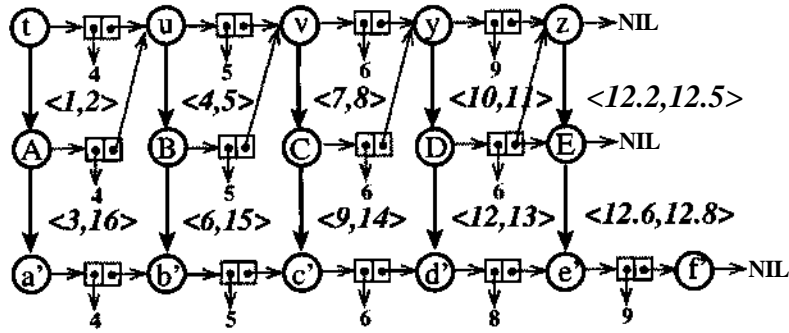 t u v y z NIL
4 5 6 9
<1,2> <4,5> <7,8> <10,11> <12.2,12.5>
A B C D E NIL
4 5 6 6
<3,16> <6,15> <9,14> <12,13> <12.6,12.8>
a' b' c' d' e' f' NIL
4 5 6 8 9